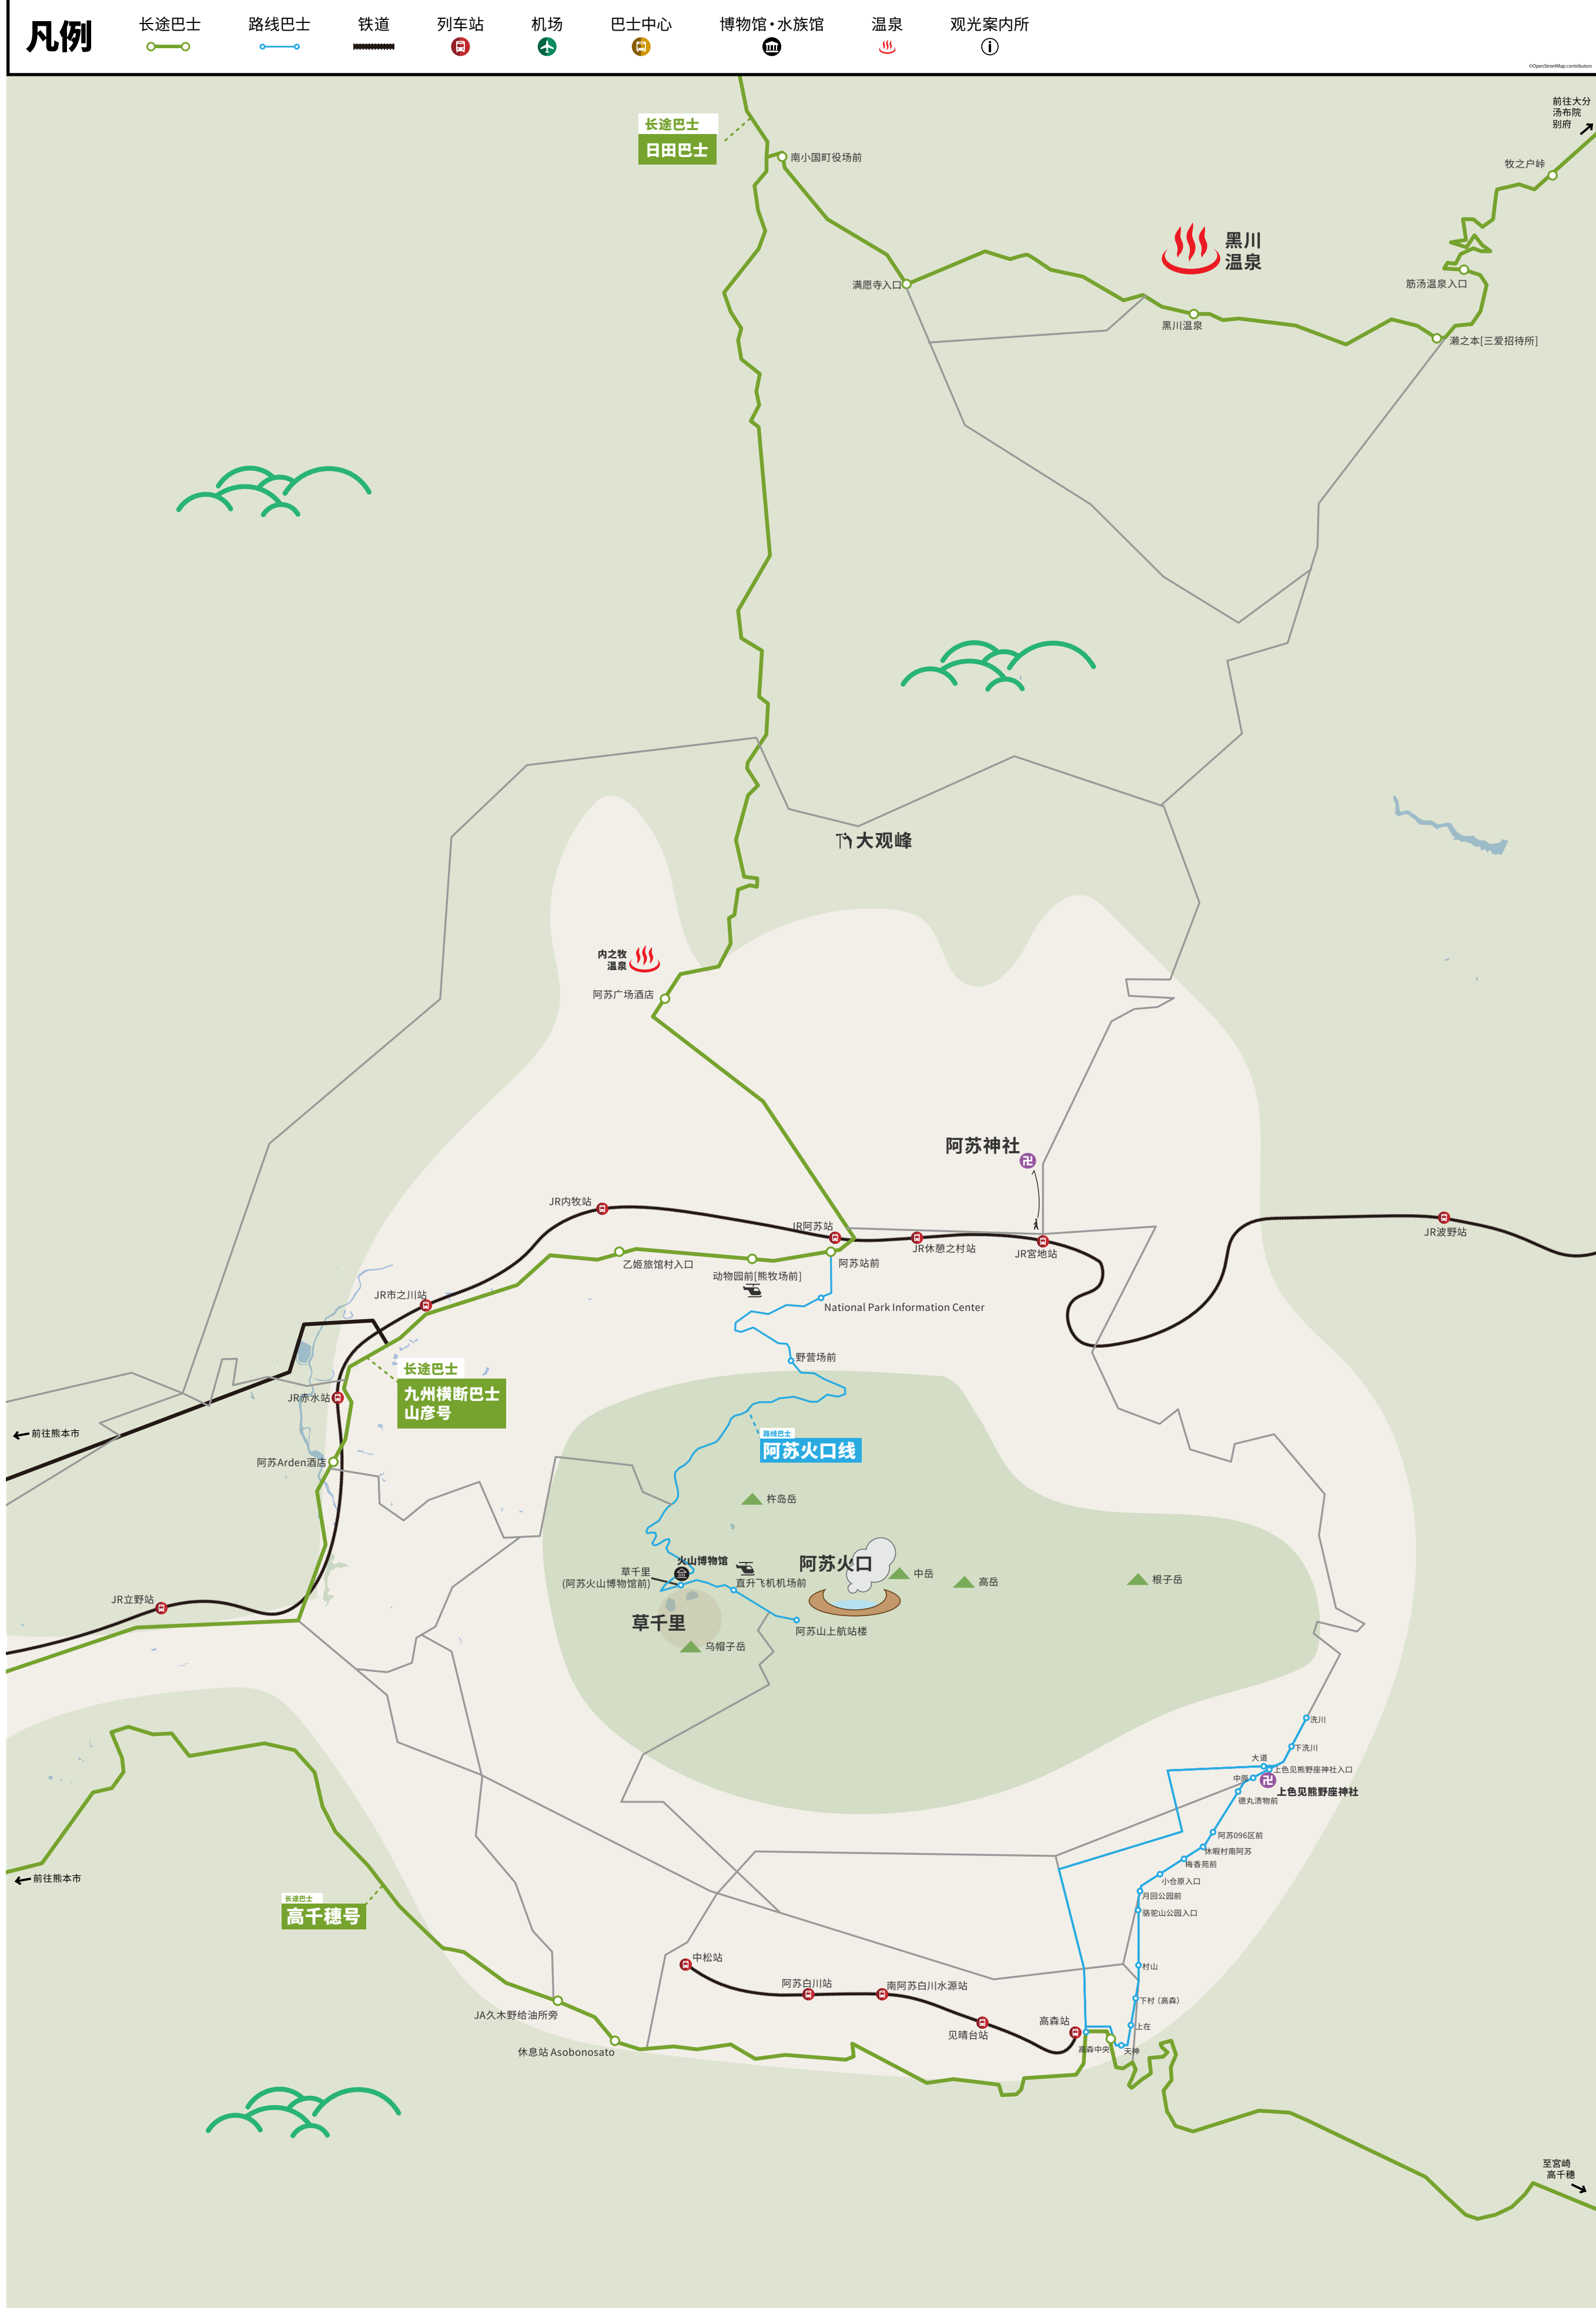 凡例
长途巴士
路线巴士
铁道
列车站
机场
巴士中心
博物馆・水族馆
温泉
观光案内所
©OpenStreetMap contributors
前往大分
汤布院
别府
长途巴士
日田巴士
南小国町役场前
牧之户峠
黑川
温泉
满愿寺入口
筋汤温泉入口
黑川温泉
濑之本[三爱招待所]
大观峰
内之牧
温泉
阿苏广场酒店
阿苏神社
JR内牧站
JR阿苏站
JR波野站
JR休憩之村站
JR宫地站
乙姬旅馆村入口
阿苏站前
动物园前[熊牧场前]
JR市之川站
National Park Information Center
野营场前
长途巴士
九州横断巴士
山彦号
JR赤水站
前往熊本市
路线巴士
阿苏火口线
阿苏Arden酒店
杵岛岳
火山博物馆
阿苏火口
草千里
(阿苏火山博物馆前)
直升飞机机场前
中岳
高岳
根子岳
JR立野站
草千里
阿苏山上航站楼
乌帽子岳
洗川
下洗川
大道
上色见熊野座神社入口
中原
上色见熊野座神社
德丸渍物前
阿苏096区前
休暇村南阿苏
梅香苑前
前往熊本市
小仓原入口
月回公园前
长途巴士
高千穗号
骆驼山公园入口
中松站
村山
阿苏白川站
南阿苏白川水源站
下村（高森）
JA久木野给油所旁
高森站
见晴台站
上在
休息站 Asobonosato
高森中央
天神
至宫崎
高千穗